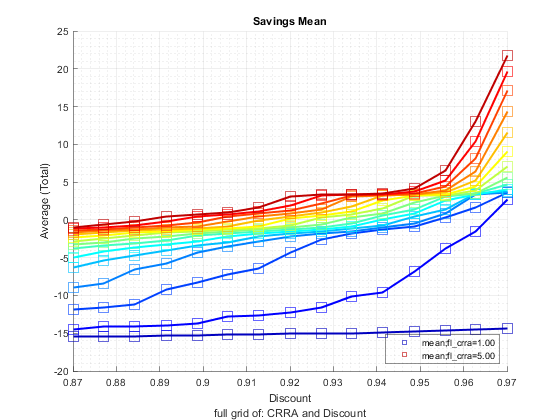 Savings Mean
25
20
15
10
5
0
-5
-10
-15
-20
Average (Total)
mean;fl_crra=1.00
mean;fl_crra=5.00
0.87 0.88 0.89 0.9 0.91 0.92 0.93 0.94 0.95 0.96 0.97
Discount
full grid of: CRRA and Discount